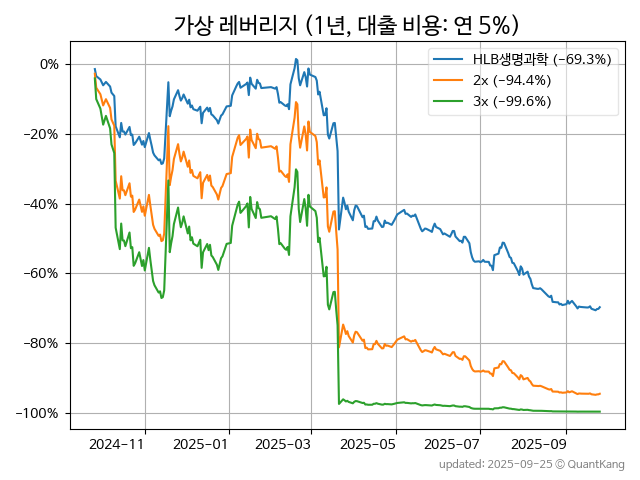 가상 레버리지 (1년, 대출 비용: 연 5%)
HLB생명과학 (−69.3%)
2x (−94.4%)
3x (−99.6%)
0%
−20%
−40%
−60%
−80%
−100%
2024-11 2025-01 2025-03 2025-05 2025-07 2025-09
updated: 2025-09-25 © QuantKang